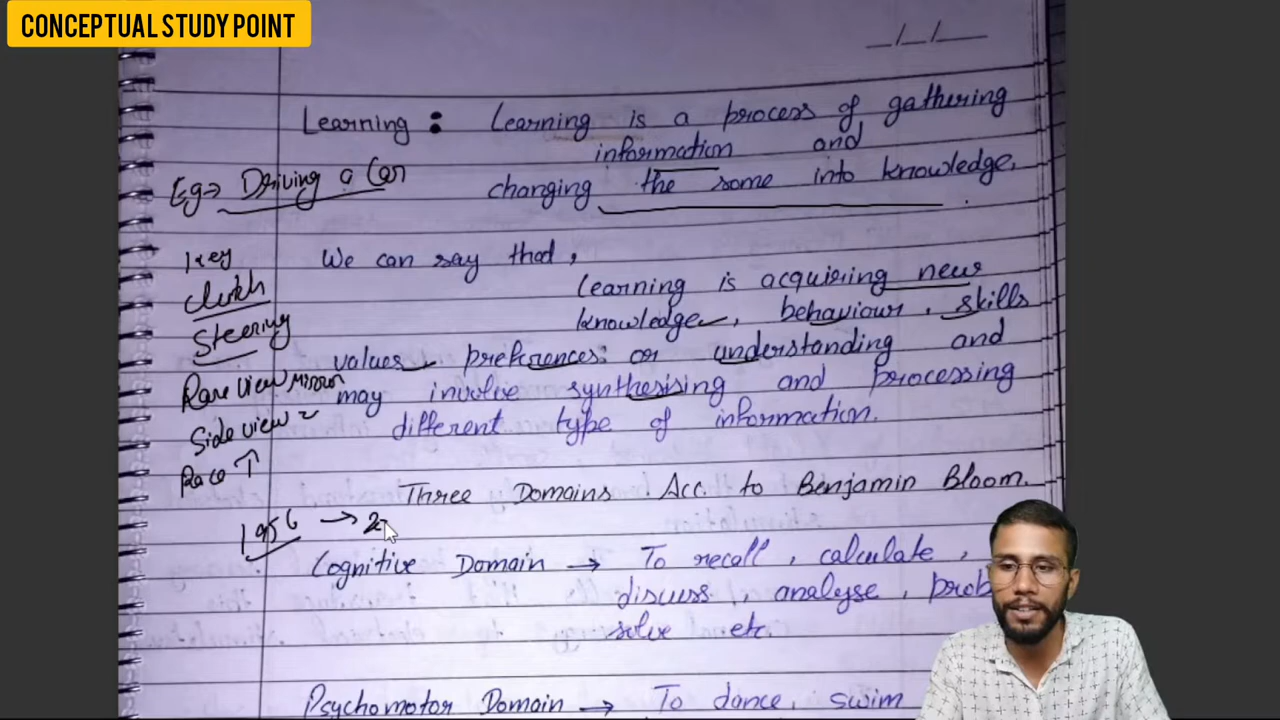 CONCEPTUAL STUDY POINT
_/_/_
Learning : Learning is a process of gathering
information and
Eg→ Driving a Car
changing the same into knowledge.
We can say that,
Key
Learning is acquiring new
Clutch
knowledge, behaviour, skills
Steering
values preferences or understanding and
Rare View Mirror
may involve synthesising and processing
Side View
different type of information.
Race ↑
Three Domains Acc. to Benjamin Bloom.
1956 →
Cognitive Domain → To recall, calculate,
discuss, analyse, prob
solve etc.
Psychomotor Domain → To dance, swim